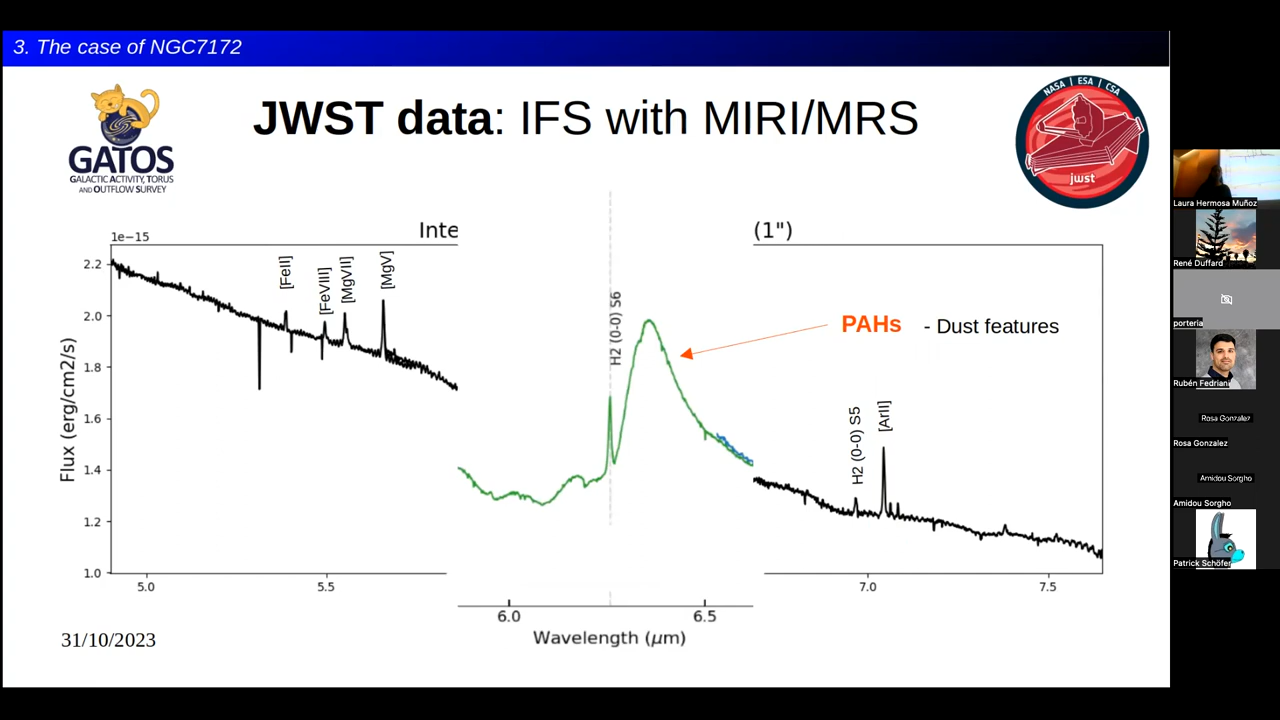 3. The case of NGC7172
JWST data: IFS with MIRI/MRS
GATOS
GALACTIC ACTIVITY, TORUS
AND OUTFLOW SURVEY
NASA | ESA | CSA
jwst
Inte
(1")
1e−15
2.2
2.0
1.8
1.6
1.4
1.2
1.0
Flux (erg/cm2/s)
[FeII]
[FeVIII]
[MgVII]
[MgV]
H2 (0-0) S6
PAHs - Dust features
H2 (0-0) S5
[ArII]
5.0
5.5
6.0
6.5
7.0
7.5
Wavelength (μm)
31/10/2023
Laura Hermosa Muñoz
René Duffard
porteria
Rubén Fedriani
Rosa Gonzalez
Rosa Gonzalez
Amidou Sorgho
Amidou Sorgho
Patrick Schöfer